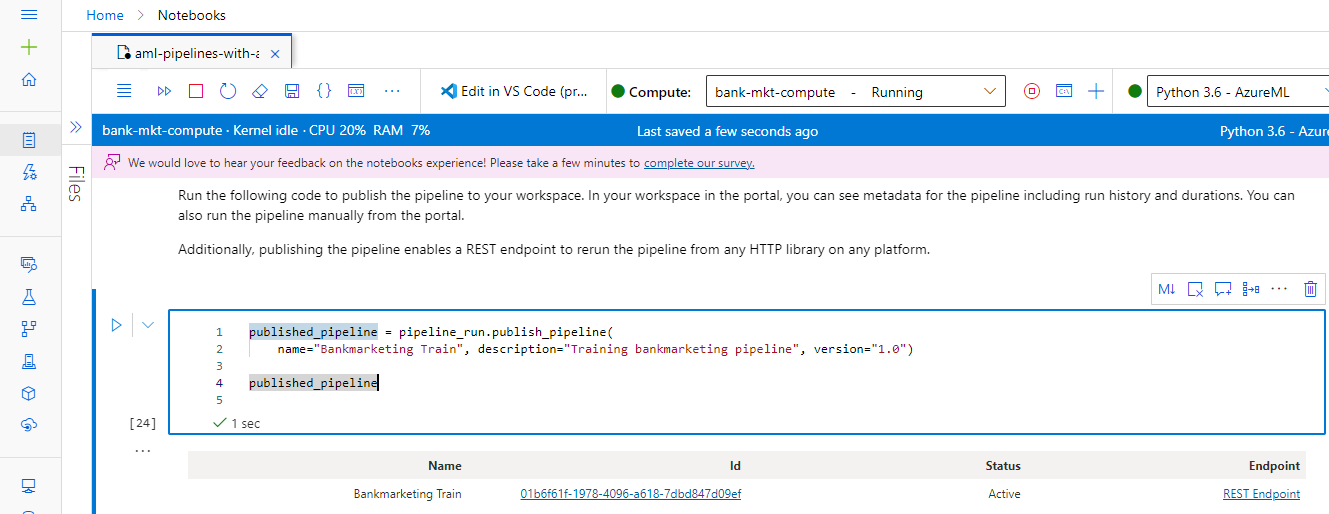 Home > Notebooks
aml-pipelines-with-a
Edit in VS Code (pr...
Compute:
bank-mkt-compute - Running
Python 3.6 - AzureML
bank-mkt-compute · Kernel idle · CPU 20% RAM 7%
Last saved a few seconds ago
Python 3.6 - Azure
We would love to hear your feedback on the notebooks experience! Please take a few minutes to complete our survey.
Files
Run the following code to publish the pipeline to your workspace. In your workspace in the portal, you can see metadata for the pipeline including run history and durations. You can
also run the pipeline manually from the portal.
Additionally, publishing the pipeline enables a REST endpoint to rerun the pipeline from any HTTP library on any platform.
M↓
1 published_pipeline = pipeline_run.publish_pipeline(
2 name="Bankmarketing Train", description="Training bankmarketing pipeline", version="1.0")
3
4 published_pipeline
5
[24]
1 sec
...
Name Id Status Endpoint
Bankmarketing Train 01b6f61f-1978-4096-a618-7dbd847d09ef Active REST Endpoint